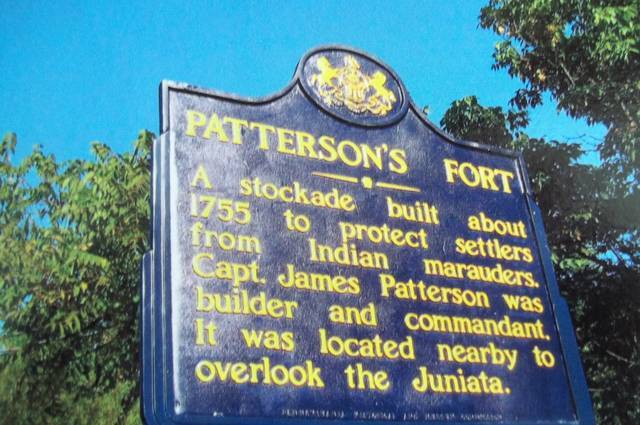 PATTERSON'S FORT
A stockade built about
1755 to protect settlers
from Indian marauders.
Capt. James Patterson was
builder and commandant.
It was located nearby to
overlook the Juniata.